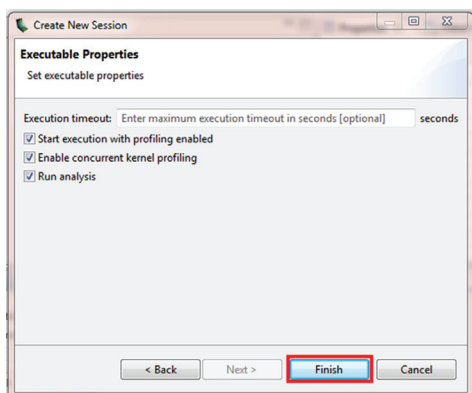 Create New Session
Executable Properties
Set executable properties
Execution timeout: Enter maximum execution timeout in seconds [optional] seconds
Start execution with profiling enabled
Enable concurrent kernel profiling
Run analysis
< Back Next > Finish Cancel